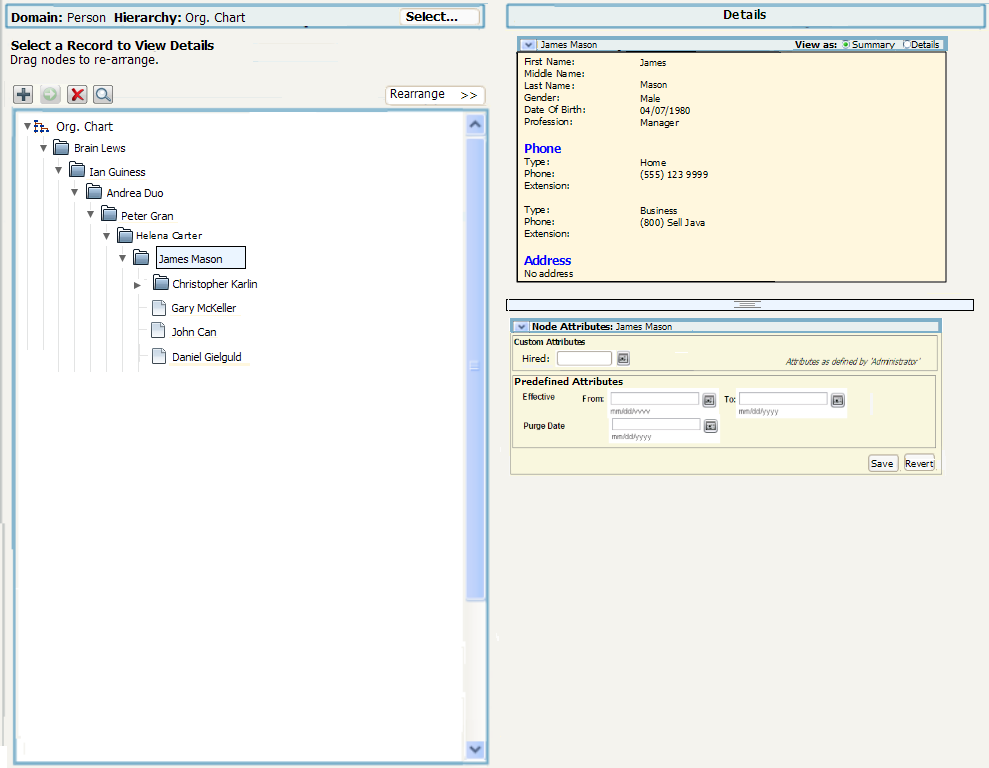 Domain: Person Hierarchy: Org. Chart
Select...
Select a Record to View Details
Drag nodes to re-arrange.
Rearrange >>
Org. Chart
Brain Lews
Ian Guiness
Andrea Duo
Peter Gran
Helena Carter
James Mason
Christopher Karlin
Gary McKeller
John Can
Daniel Gielguld
Details
James Mason View as: Summary Details
First Name: James
Middle Name:
Last Name: Mason
Gender: Male
Date Of Birth: 04/07/1980
Profession: Manager
Phone
Type: Home
Phone: (555) 123 9999
Extension:
Type: Business
Phone: (800) Sell Java
Extension:
Address
No address
Node Attributes: James Mason
Custom Attributes
Hired:
Attributes as defined by 'Administrator'
Predefined Attributes
Effective From: To:
mm/dd/yyyy mm/dd/yyyy
Purge Date
mm/dd/yyyy
Save Revert